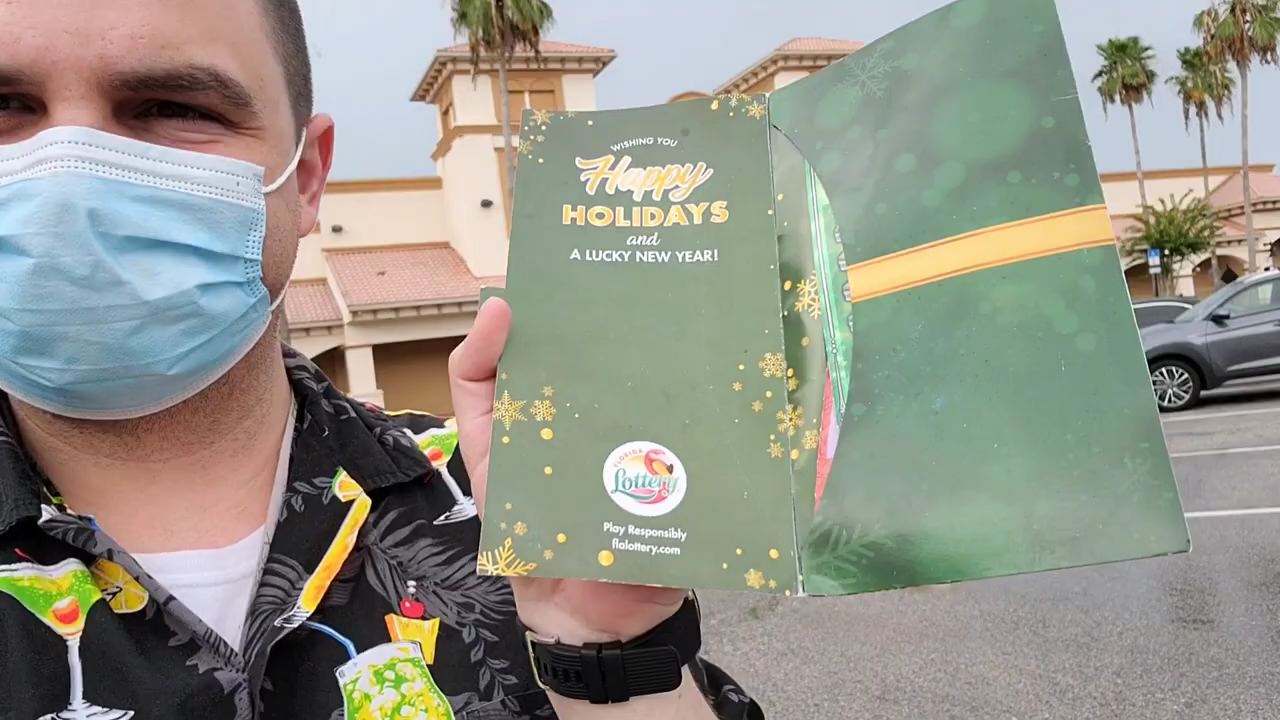 WISHING YOU
Happy
HOLIDAYS
and
A LUCKY NEW YEAR!
FLORIDA
Lottery
Play Responsibly
flalottery.com